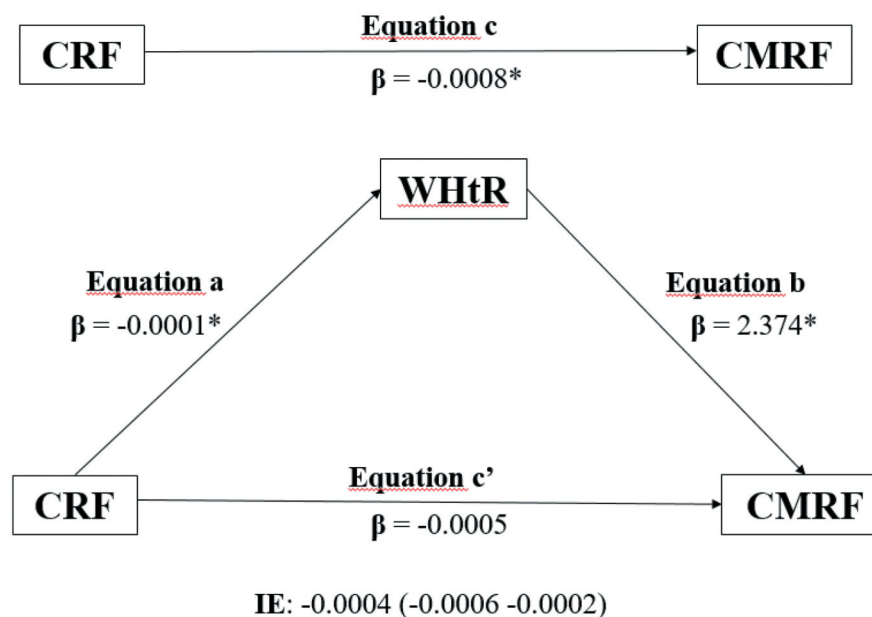 Equation c
CRF
CMRF
β = -0.0008*
WHtR
Equation a
β = -0.0001*
Equation b
β = 2.374*
CRF
Equation c’
β = -0.0005
CMRF
IE: -0.0004 (-0.0006 -0.0002)